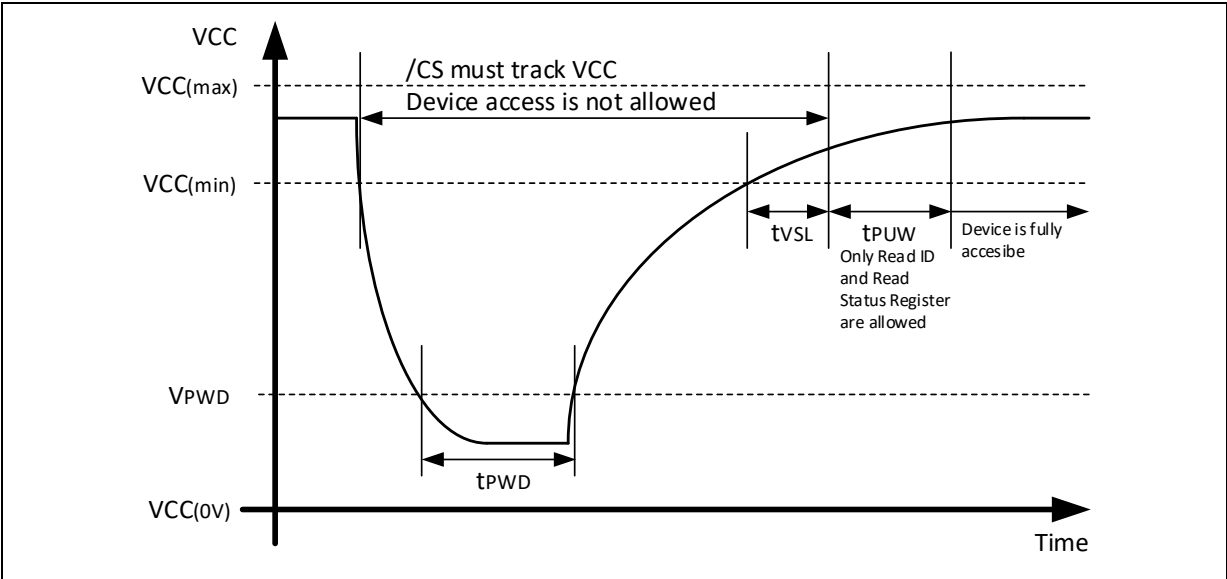 VCC
/CS must track VCC
VCC(max)
Device access is not allowed
VCC(min)
tVSL
tPUW
Device is fully
accesibe
Only Read ID
and Read
Status Register
are allowed
VPWD
tPWD
VCC(0V)
Time